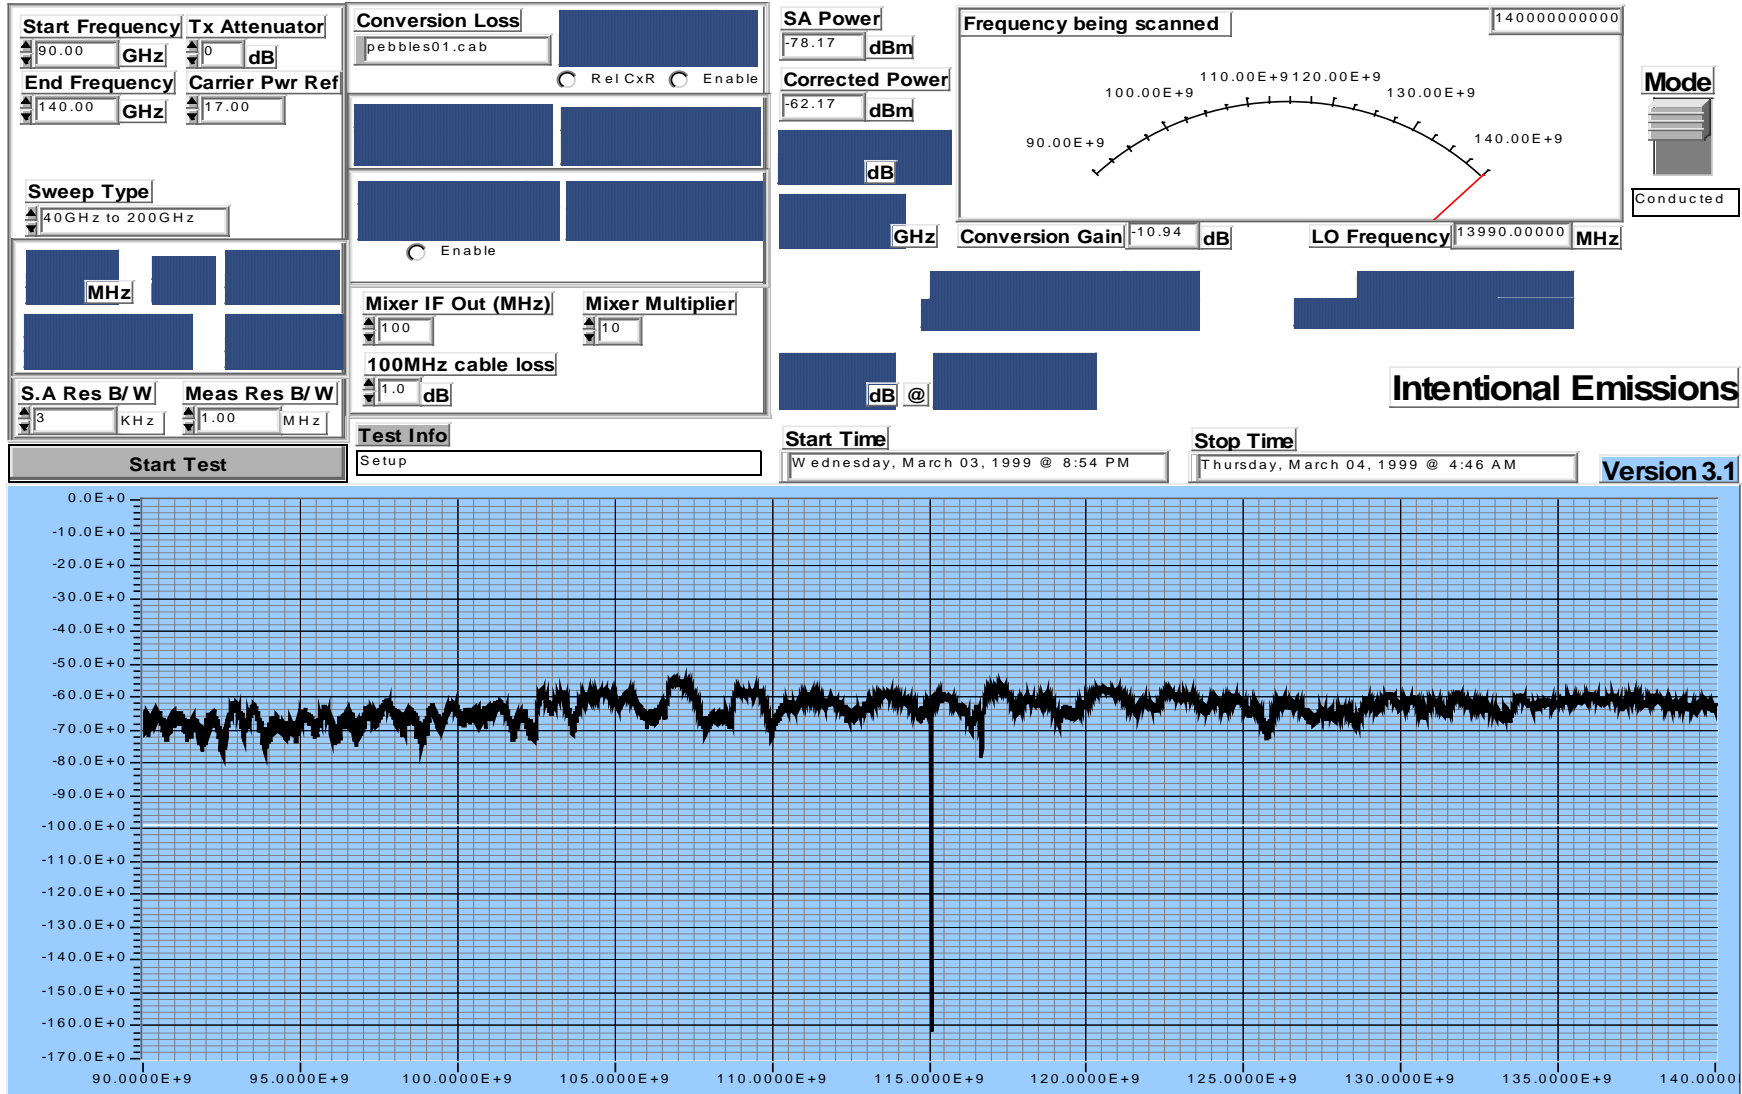 Start Frequency
90.00 GHz
Tx Attenuator
0 dB
End Frequency
140.00 GHz
Carrier Pwr Ref
17.00
Sweep Type
40GHz to 200GHz
MHz
S.A Res B/W
3 KHz
Meas Res B/W
1.00 MHz
Start Test
Conversion Loss
pebbles01.cab
Rel CxR
Enable
Enable
Mixer IF Out (MHz)
100
Mixer Multiplier
10
100MHz cable loss
1.0 dB
Test Info
Setup
SA Power
-78.17 dBm
Corrected Power
-62.17 dBm
dB
GHz
dB @
Frequency being scanned
140000000000
90.00E+9
100.00E+9
110.00E+9
120.00E+9
130.00E+9
140.00E+9
Mode
Conducted
Conversion Gain -10.94 dB
LO Frequency 13990.00000 MHz
Intentional Emissions
Start Time
Wednesday, March 03, 1999 @ 8:54 PM
Stop Time
Thursday, March 04, 1999 @ 4:46 AM
Version 3.1
0.0E+0
-10.0E+0
-20.0E+0
-30.0E+0
-40.0E+0
-50.0E+0
-60.0E+0
-70.0E+0
-80.0E+0
-90.0E+0
-100.0E+0
-110.0E+0
-120.0E+0
-130.0E+0
-140.0E+0
-150.0E+0
-160.0E+0
-170.0E+0
90.0000E+9 95.0000E+9 100.0000E+9 105.0000E+9 110.0000E+9 115.0000E+9 120.0000E+9 125.0000E+9 130.0000E+9 135.0000E+9 140.0000